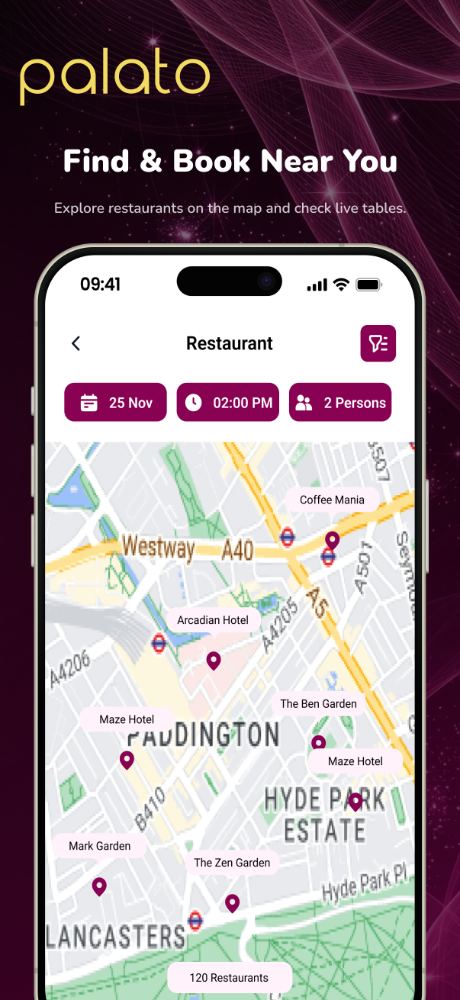 palato
Find & Book Near You
Explore restaurants on the map and check live tables.
09:41
Restaurant
25 Nov
02:00 PM
2 Persons
Coffee Mania
Westway A40
A501
A5
Arcadian Hotel
A4205
A4206
The Ben Garden
Maze Hotel
PADDINGTON
Maze Hotel
B410
HYDE PARK
ESTATE
Mark Garden
The Zen Garden
Hyde Park Pl
LANCASTERS
120 Restaurants